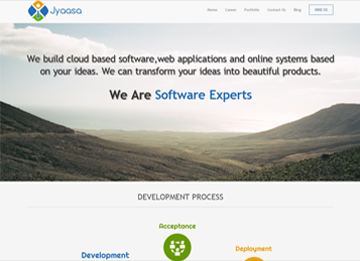 Jyaasa
Home Career Portfolio Contact Us Blog HIRE US
We build cloud based software,web applications and online systems based
on your ideas. We can transform your ideas into beautiful products.
We Are Software Experts
DEVELOPMENT PROCESS
Acceptance
Deployment
Development